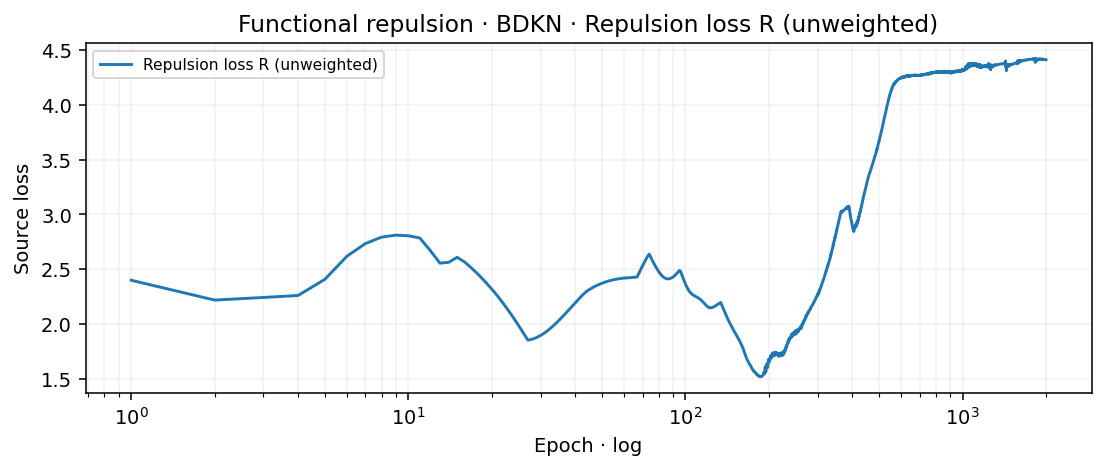 Functional repulsion · BDKN · Repulsion loss R (unweighted)
Repulsion loss R (unweighted)
Source loss
4.5
4.0
3.5
3.0
2.5
2.0
1.5
10⁰ 10¹ 10² 10³
Epoch · log